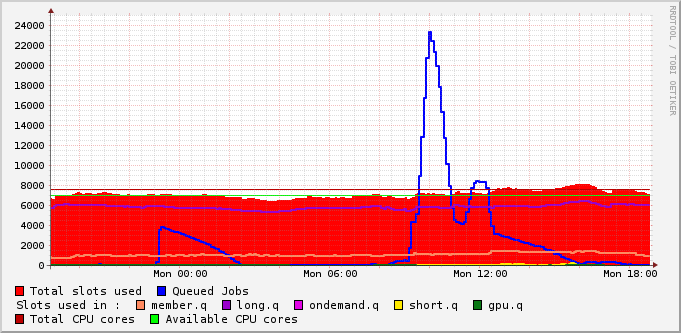 RRDTOOL / TOBI OETIKER
24000
22000
20000
18000
16000
14000
12000
10000
8000
6000
4000
2000
0
Mon 00:00 Mon 06:00 Mon 12:00 Mon 18:00
Total slots used Queued Jobs
Slots used in : member.q long.q ondemand.q short.q gpu.q
Total CPU cores Available CPU cores